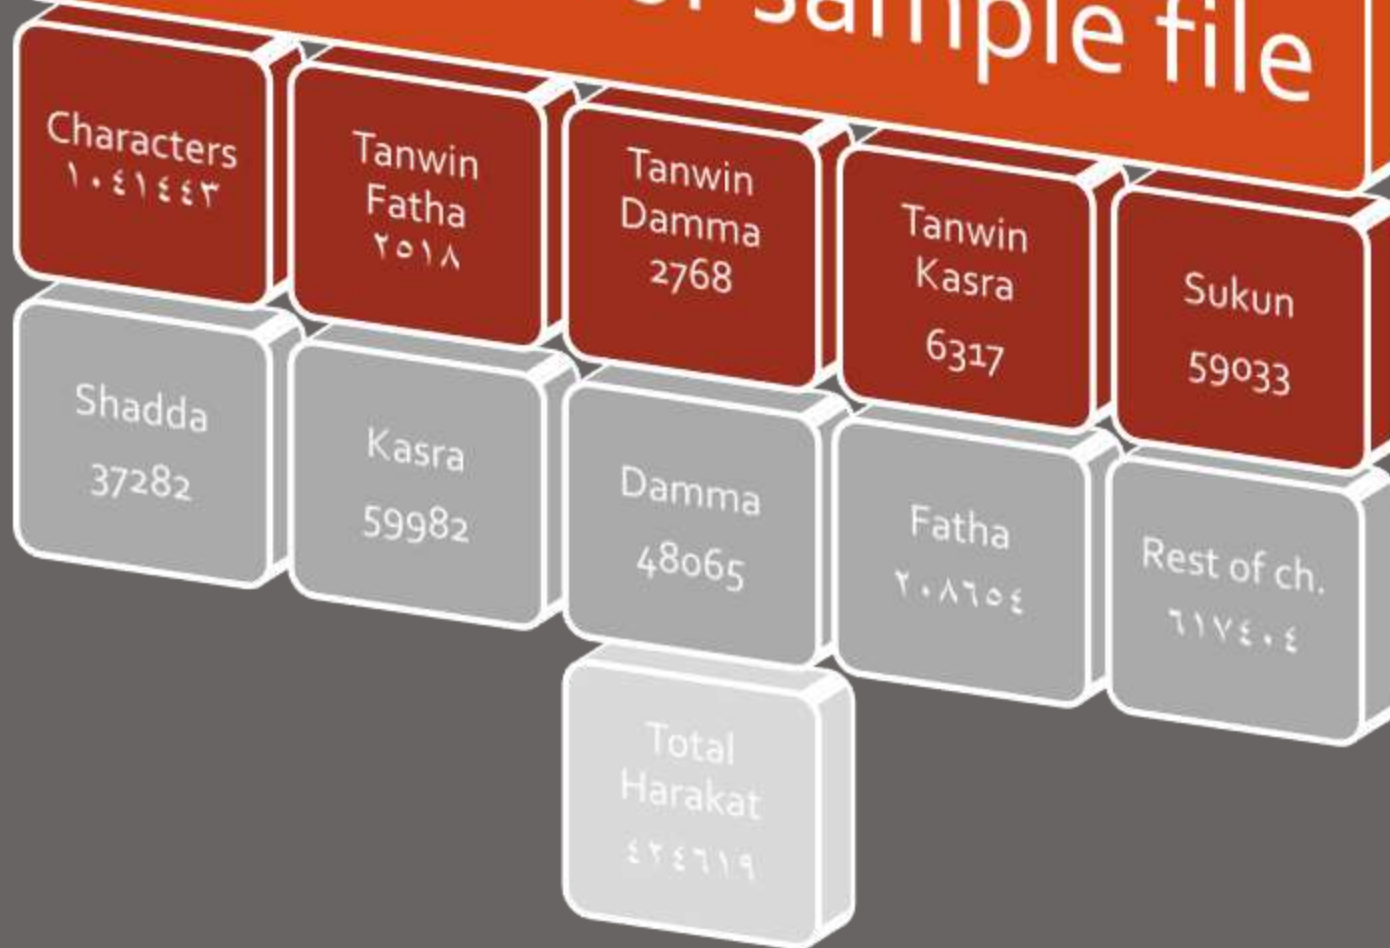 sample file
Characters
١٠٤١٤٤٣
Tanwin
Fatha
٢٥١٨
Tanwin
Damma
2768
Tanwin
Kasra
6317
Sukun
59033
Shadda
37282
Kasra
59982
Damma
48065
Fatha
٢٠٨٦٥٤
Rest of ch.
٦١٧٤٠٤
Total
Harakat
٤٢٤٦١٩